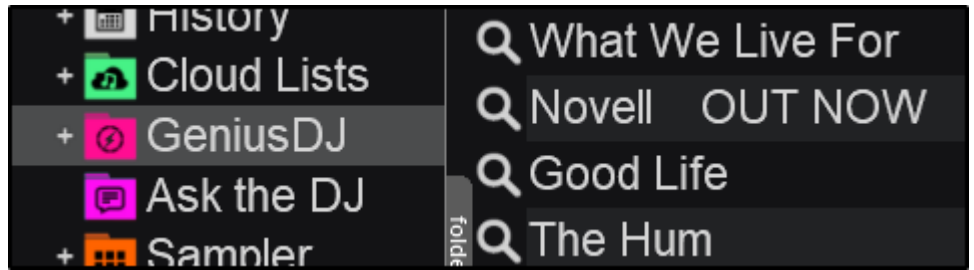 History
Cloud Lists
GeniusDJ
Ask the DJ
Sampler
folde
What We Live For
Novell OUT NOW
Good Life
The Hum